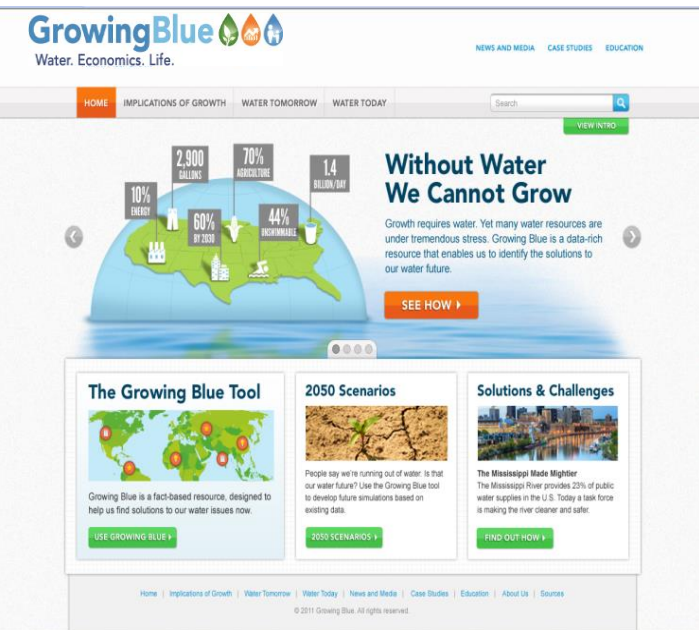 GrowingBlue
Water. Economics. Life.
NEWS AND MEDIA CASE STUDIES EDUCATION
HOME IMPLICATIONS OF GROWTH WATER TOMORROW WATER TODAY
Search
VIEW INTRO
2,900
GALLONS
70%
AGRICULTURE
1.4
BILLION/DAY
10%
ENERGY
60%
BY 2030
44%
UNSWIMMABLE
Without Water
We Cannot Grow
Growth requires water. Yet many water resources are
under tremendous stress. Growing Blue is a data-rich
resource that enables us to identify the solutions to
our water future.
SEE HOW
The Growing Blue Tool
Growing Blue is a fact-based resource, designed to
help us find solutions to our water issues now.
USE GROWING BLUE
2050 Scenarios
People say we're running out of water. Is that
our water future? Use the Growing Blue tool
to develop future simulations based on
existing data.
2050 SCENARIOS
Solutions & Challenges
The Mississippi Made Mightier
The Mississippi River provides 23% of public
water supplies in the U.S. Today a task force
is making the river cleaner and safer.
FIND OUT HOW
Home | Implications of Growth | Water Tomorrow | Water Today | News and Media | Case Studies | Education | About Us | Sources
© 2011 Growing Blue. All rights reserved.